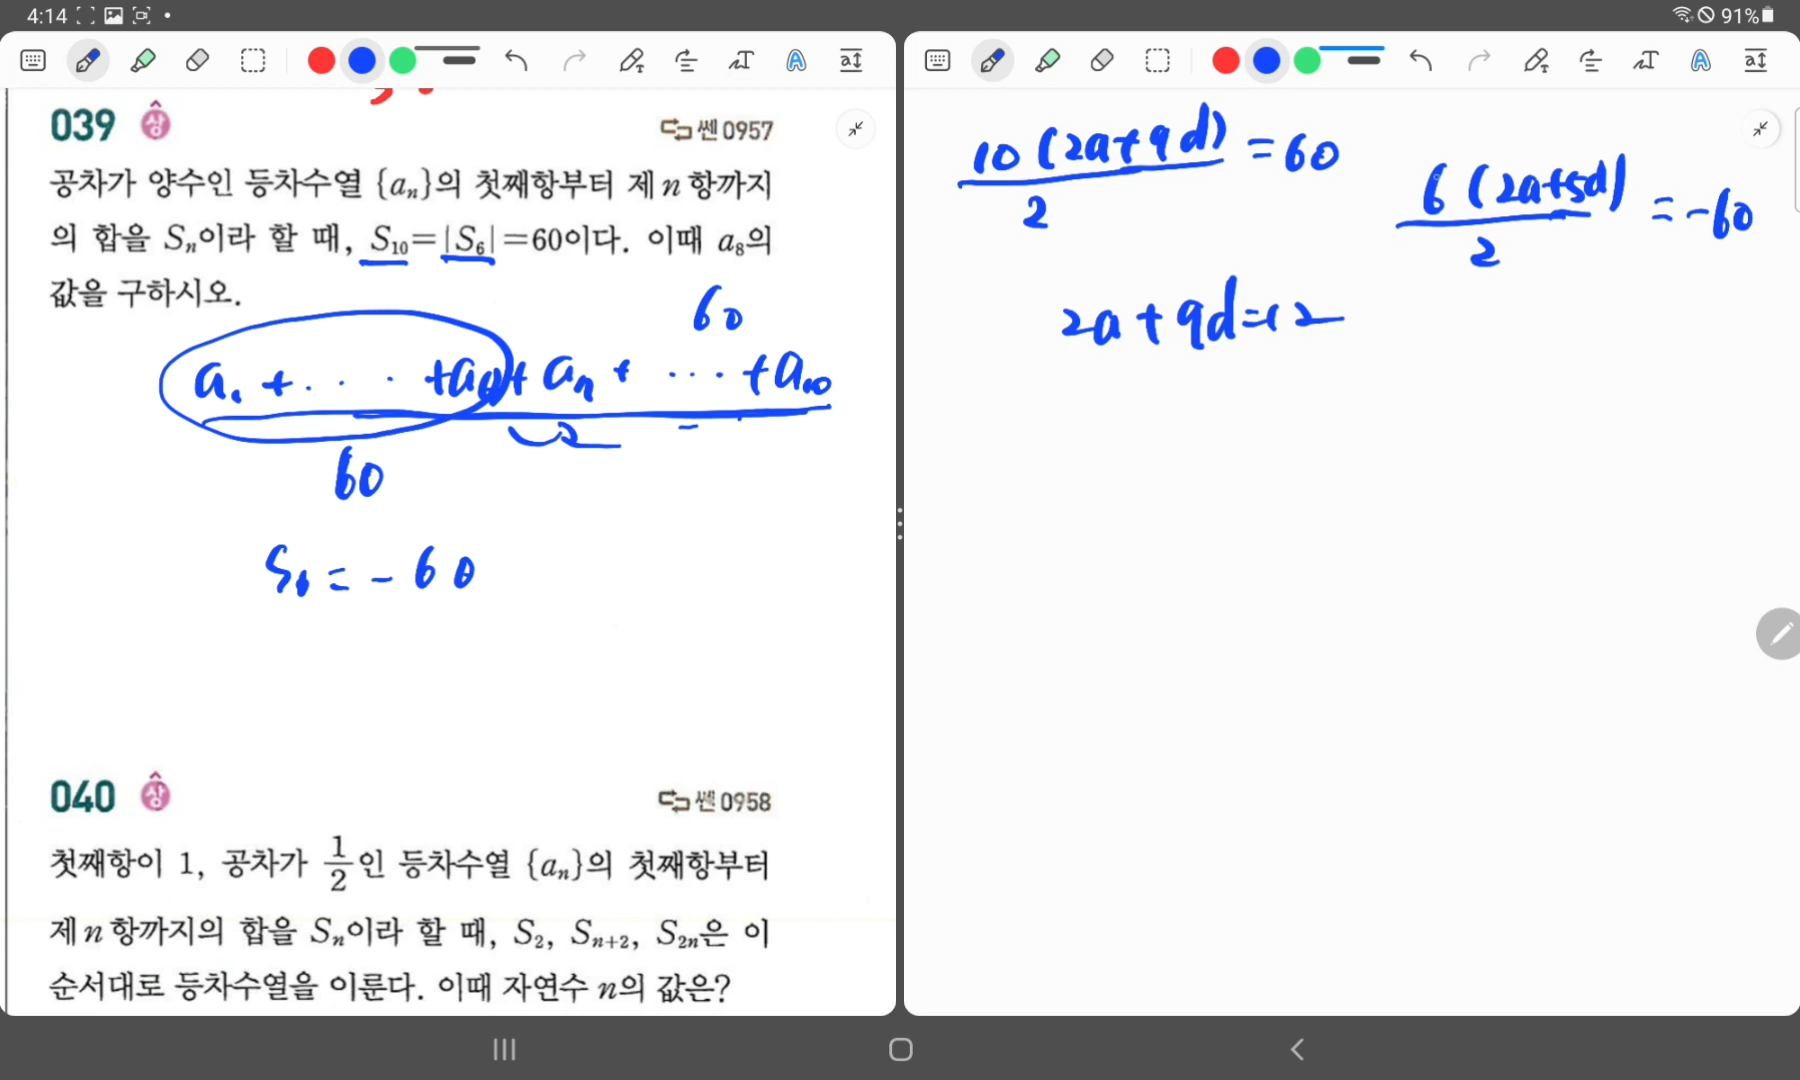 4:14
91%
039 상
쎈 0957
공차가 양수인 등차수열 {aₙ}의 첫째항부터 제 n 항까지
의 합을 Sₙ이라 할 때, S₁₀=|S₆|=60이다. 이때 a₈의
값을 구하시오.
60
a₁ + · · · +a₆+ a₇ + ··· +a₁₀
60
S₆ = - 60
040 상
쎈 0958
첫째항이 1, 공차가 1/2인 등차수열 {aₙ}의 첫째항부터
제 n 항까지의 합을 Sₙ이라 할 때, S₂, Sₙ₊₂, S₂ₙ은 이
순서대로 등차수열을 이룬다. 이때 자연수 n의 값은?
10(2a+9d)/2 = 60
6(2a+5d)/2 = -60
2a+9d=12